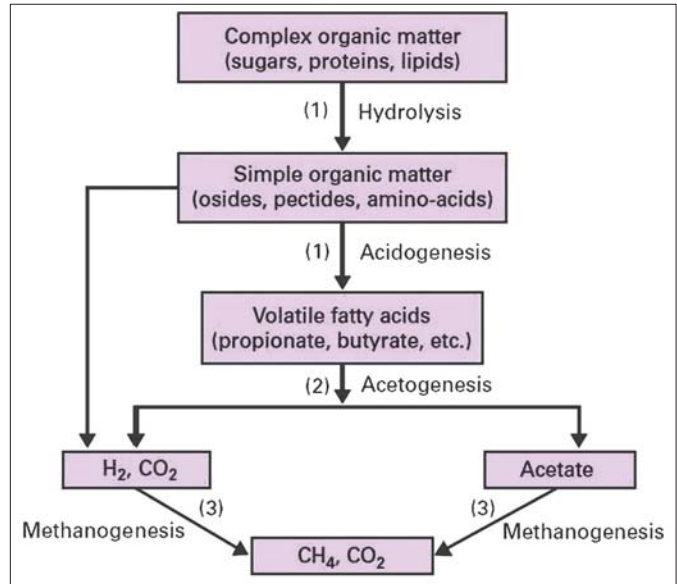 Complex organic matter
(sugars, proteins, lipids)
(1) Hydrolysis
Simple organic matter
(osides, pectides, amino-acids)
(1) Acidogenesis
Volatile fatty acids
(propionate, butyrate, etc.)
(2) Acetogenesis
H₂, CO₂
Acetate
(3)
(3)
Methanogenesis
Methanogenesis
CH₄, CO₂